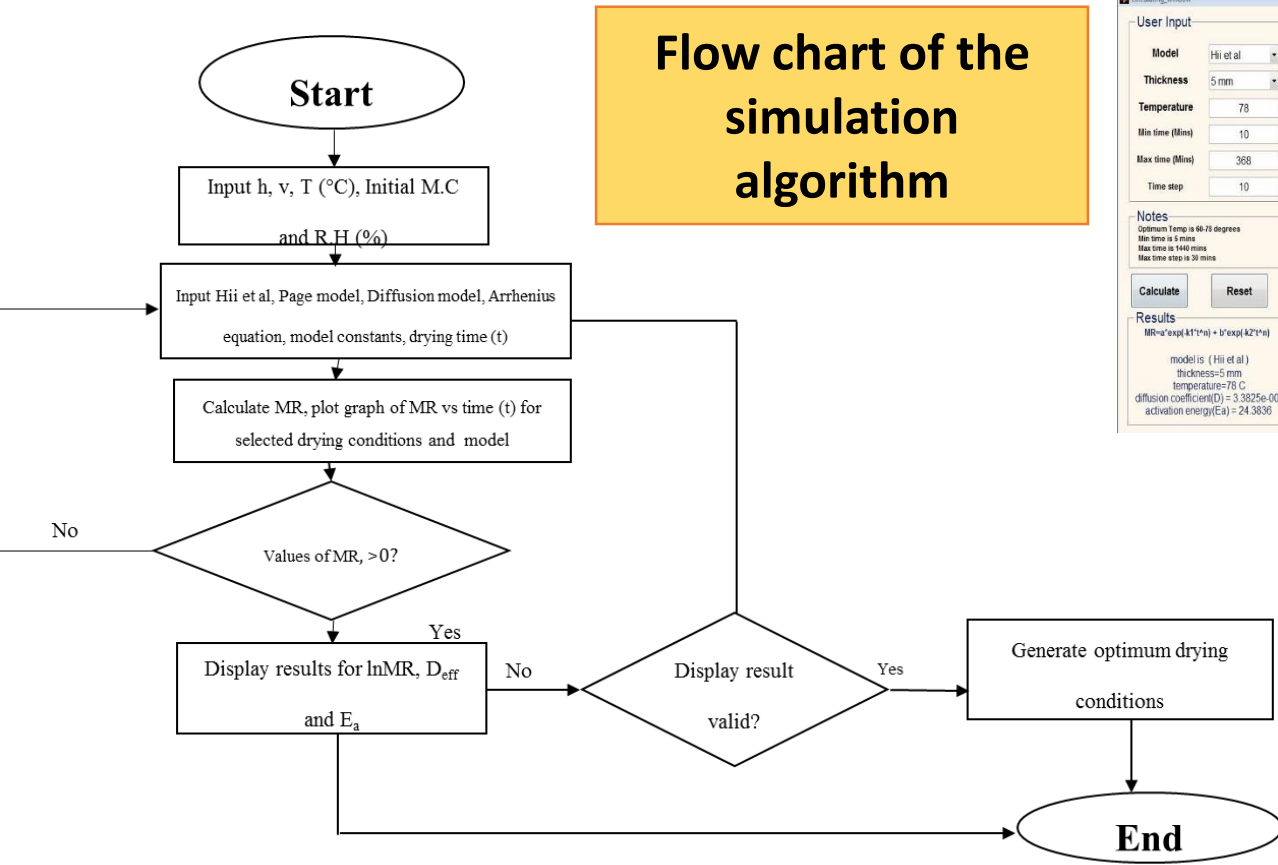 Flow chart of the
simulation
algorithm
Start
Input h, v, T (°C), Initial M.C
and R.H (%)
Input Hii et al, Page model, Diffusion model, Arrhenius
equation, model constants, drying time (t)
Calculate MR, plot graph of MR vs time (t) for
selected drying conditions and model
No
Values of MR, >0?
Yes
Display results for lnMR, Deff
and Ea
No
Display result
valid?
Yes
Generate optimum drying
conditions
End
User Input
Model Hii et al
Thickness 5 mm
Temperature 78
Min time (Mins) 10
Max time (Mins) 368
Time step 10
Notes
Optimum Temp is 60-78 degrees
Min time is 5 mins
Max time is 1440 mins
Max time step is 30 mins
Calculate Reset
Results
MR=a*exp(-k1*t^n) + b*exp(-k2*t^n)
model is ( Hii et al )
thickness=5 mm
temperature=78 C
diffusion coefficient(D) = 3.3825e-00
activation energy(Ea) = 24.3836